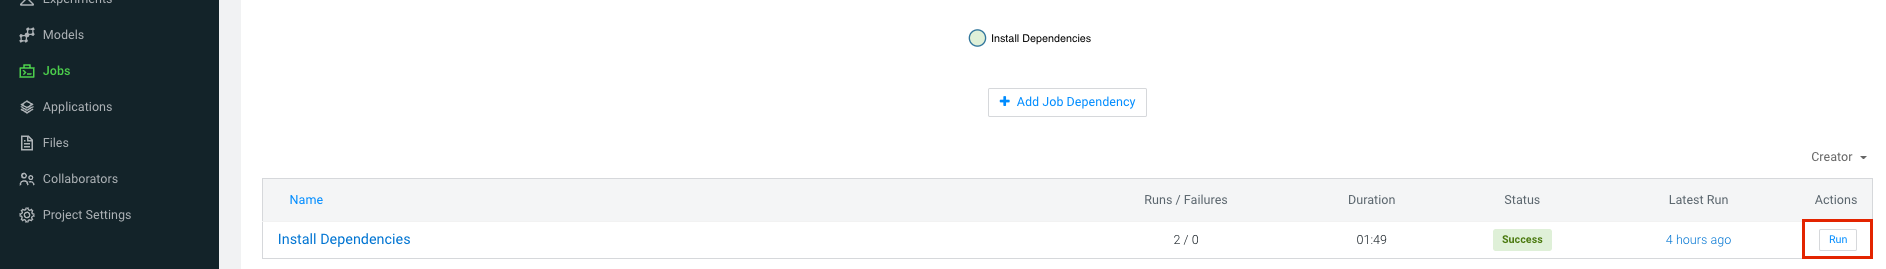 Experiments
Models
Jobs
Applications
Files
Collaborators
Project Settings
Install Dependencies
+ Add Job Dependency
Creator
Name Runs / Failures Duration Status Latest Run Actions
Install Dependencies 2 / 0 01:49 Success 4 hours ago Run